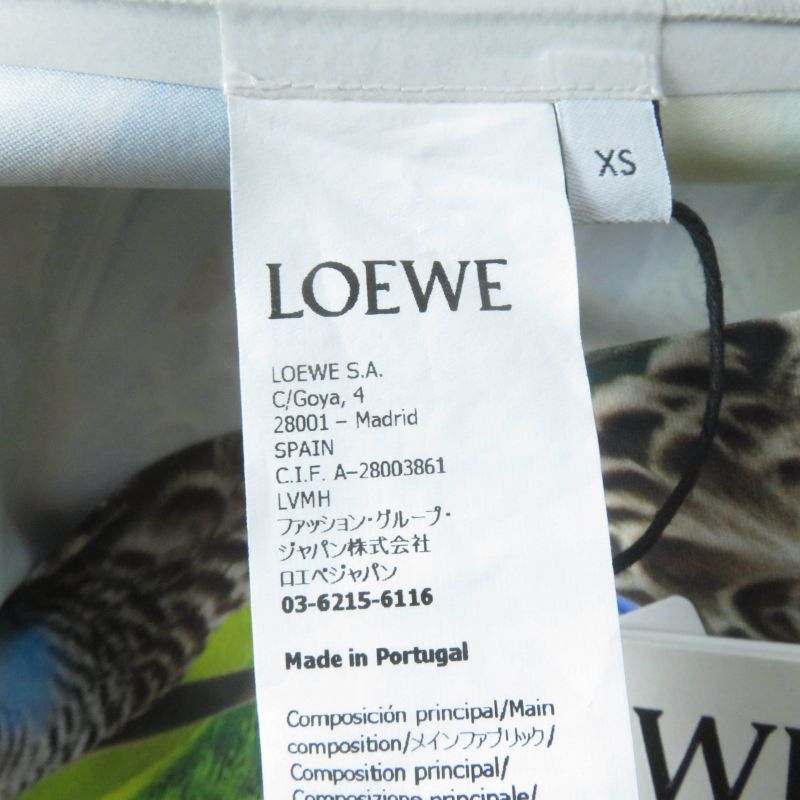 XS
LOEWE
LOEWE S.A.
C/Goya, 4
28001 – Madrid
SPAIN
C.I.F. A-28003861
LVMH
ファッション・グループ・
ジャパン株式会社
ロエベジャパン
03-6215-6116
Made in Portugal
Composición principal/Main
composition/メインファブリック/
Composition principal/
Composizione principale/